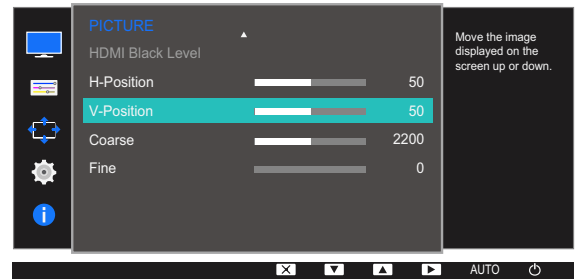 PICTURE
HDMI Black Level
H-Position 50
V-Position 50
Coarse 2200
Fine 0
Move the image
displayed on the
screen up or down.
AUTO